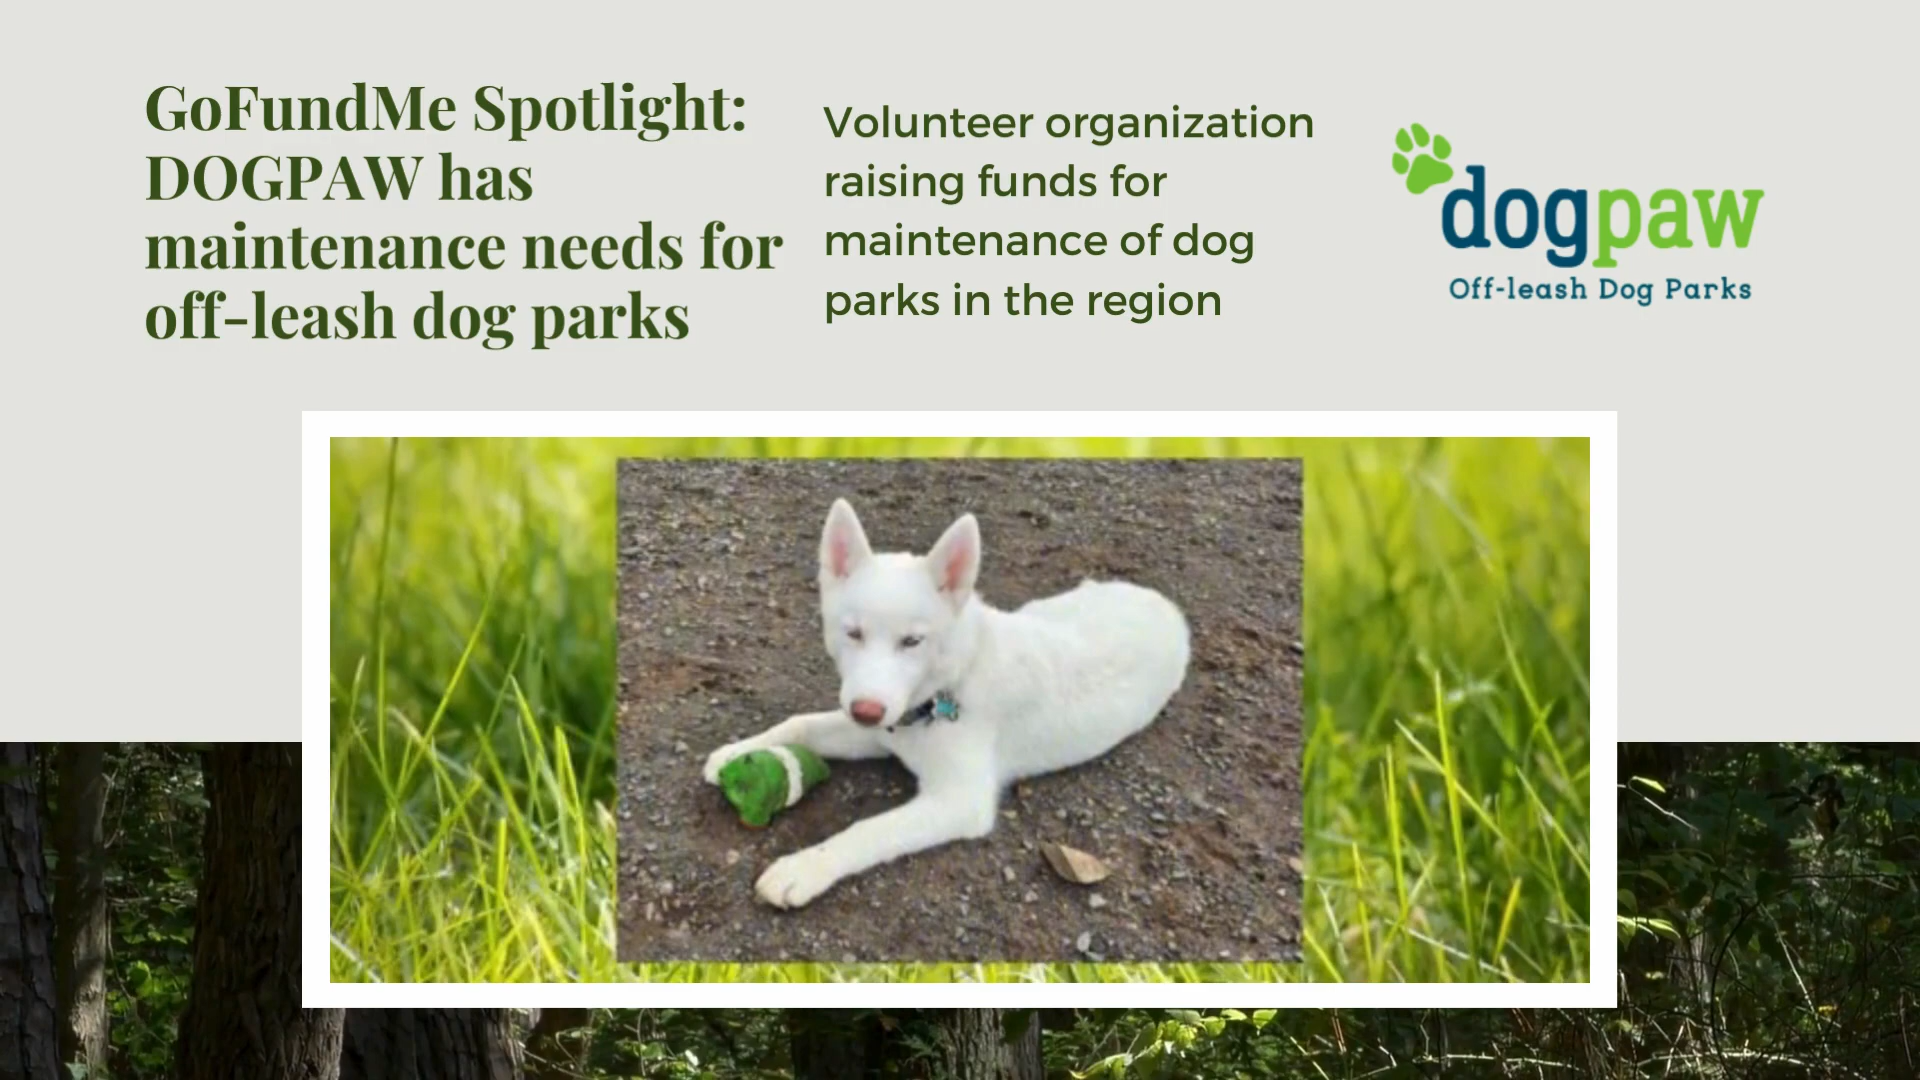 GoFundMe Spotlight:
DOGPAW has
maintenance needs for
off-leash dog parks
Volunteer organization
raising funds for
maintenance of dog
parks in the region
dogpaw
Off-leash Dog Parks